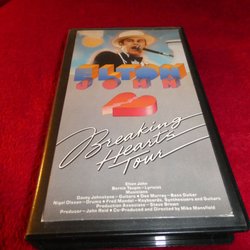 ELTON
JOHN
Breaking
Hearts
Tour
Elton John
Bernie Taupin - Lyricist
Musicians
Davey Johnstone - Guitars • Dee Murray - Bass Guitar
Nigel Olsson - Drums • Fred Mandel - Keyboards, Synthesizers and Guitars
Production Associate - Steve Brown
Producer - John Reid • Co-Produced and Directed by Mike Mansfield